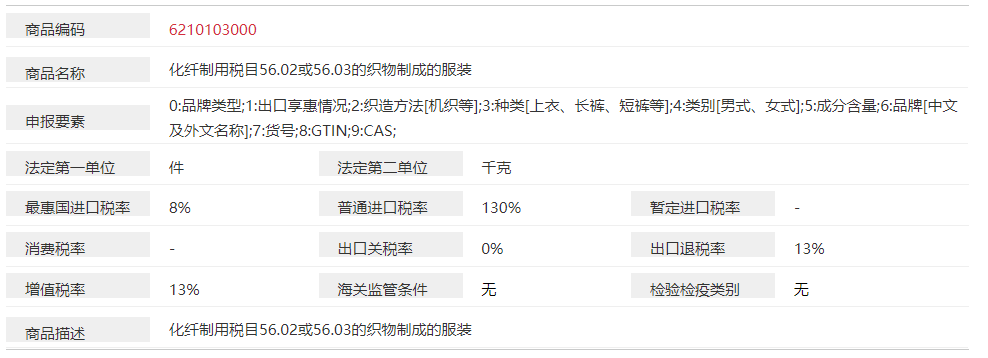 商品编码 6210103000
商品名称 化纤制用税目56.02或56.03的织物制成的服装
申报要素 0:品牌类型;1:出口享惠情况;2:织造方法[机织等];3:种类[上衣、长裤、短裤等];4:类别[男式、女式];5:成分含量;6:品牌[中文
及外文名称];7:货号;8:GTIN;9:CAS;
法定第一单位 件 法定第二单位 千克
最惠国进口税率 8% 普通进口税率 130% 暂定进口税率 -
消费税率 - 出口关税率 0% 出口退税率 13%
增值税率 13% 海关监管条件 无 检验检疫类别 无
商品描述 化纤制用税目56.02或56.03的织物制成的服装